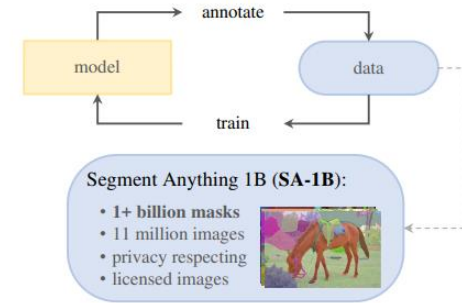 annotate
model
data
train
Segment Anything 1B (SA-1B):
• 1+ billion masks
• 11 million images
• privacy respecting
• licensed images